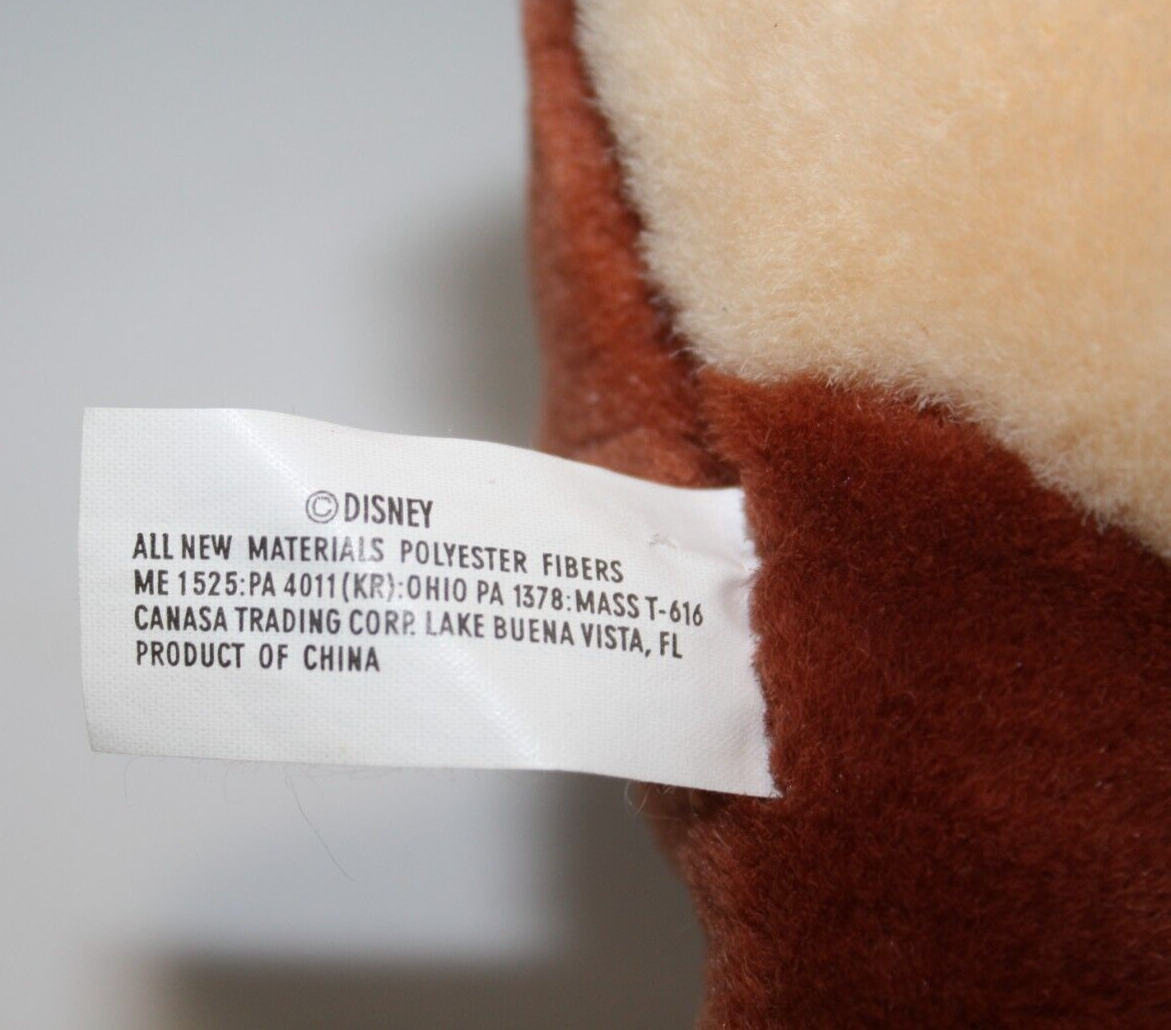 ©DISNEY
ALL NEW MATERIALS POLYESTER FIBERS
ME 1525:PA 4011(KR):OHIO PA 1378:MASS T-616
CANASA TRADING CORP. LAKE BUENA VISTA, FL
PRODUCT OF CHINA